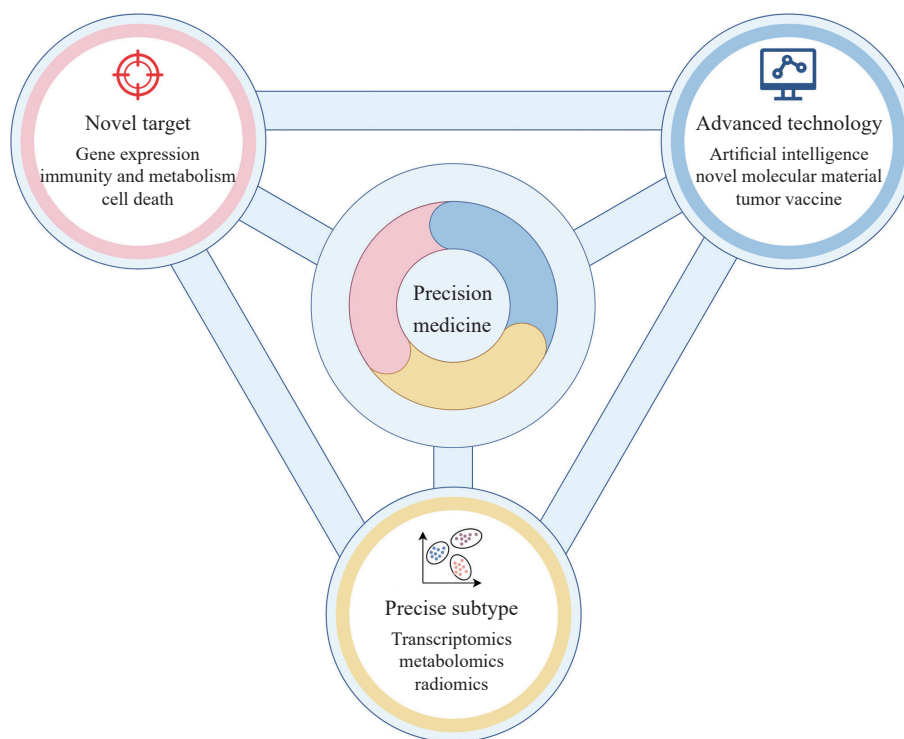 Novel target
Gene expression
immunity and metabolism
cell death
Advanced technology
Artificial intelligence
novel molecular material
tumor vaccine
Precision
medicine
Precise subtype
Transcriptomics
metabolomics
radiomics